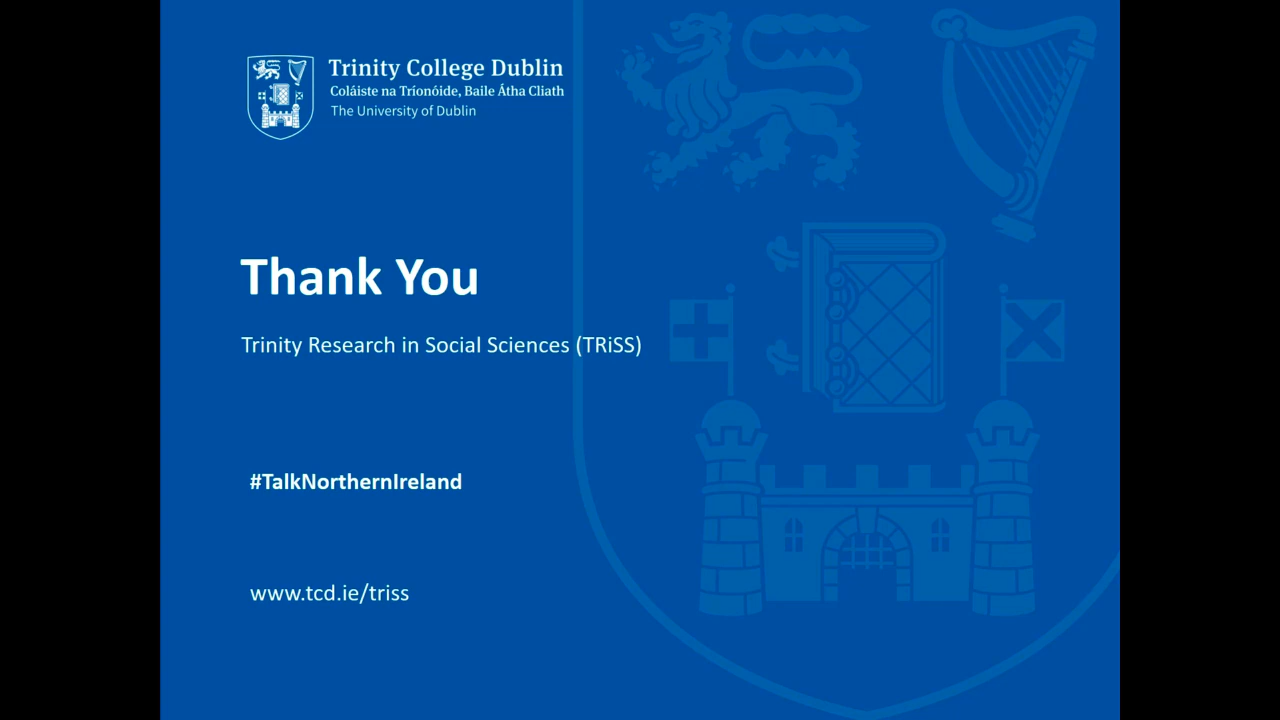 Trinity College Dublin
Coláiste na Tríonóide, Baile Átha Cliath
The University of Dublin
Thank You
Trinity Research in Social Sciences (TRiSS)
#TalkNorthernIreland
www.tcd.ie/triss